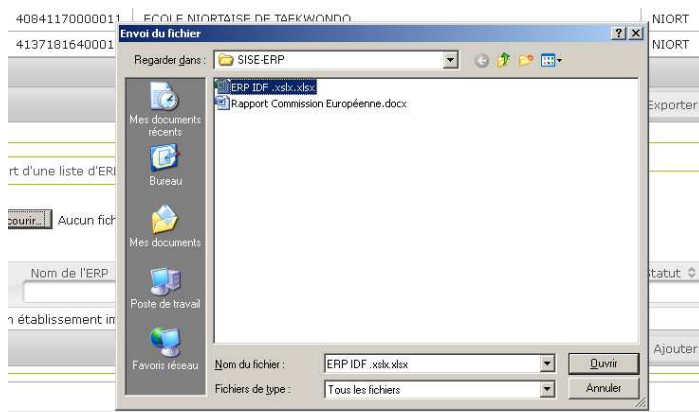 40841170000011 ECOLE NIORTAISE DE TAEKWONDO NIORT
4137181640001 NIORT
Envoi du fichier
Regarder dans : SISE-ERP
ERP IDF .xslx.xlsx
Rapport Commission Européenne.docx
Mes documents récents
Bureau
Mes documents
Poste de travail
Favoris réseau
Nom du fichier : ERP IDF .xslx.xlsx Ouvrir
Fichiers de type : Tous les fichiers Annuler
Exporter
rt d'une liste d'ERI
courir... Aucun fich
Nom de l'ERP Statut
n établissement im
Ajouter